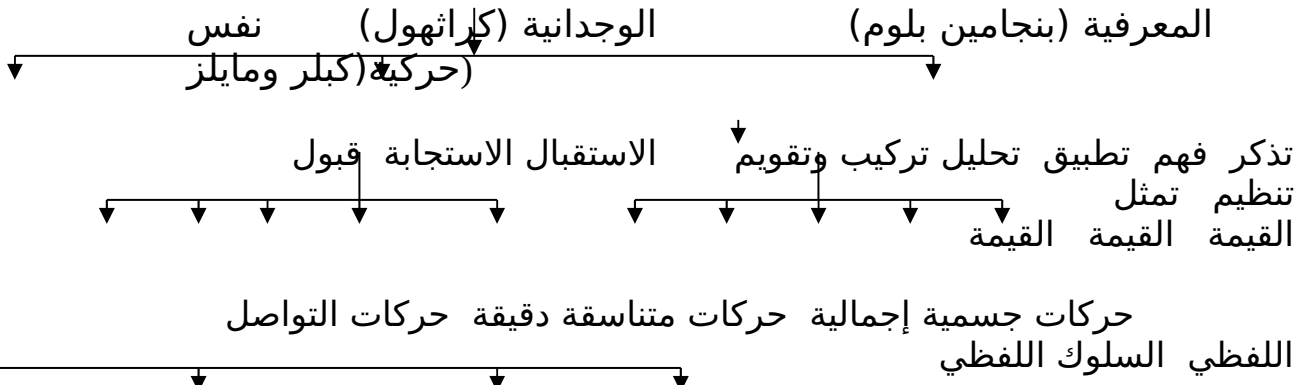 المعرفية (بنجامين بلوم) الوجدانية (كراثهول) نفس
حركية(كبلر ومايلز)
تذكر فهم تطبيق تحليل تركيب وتقويم الاستقبال الاستجابة قبول
تنظيم تمثل
القيمة القيمة القيمة
حركات جسمية إجمالية حركات متناسقة دقيقة حركات التواصل
اللفظي السلوك اللفظي